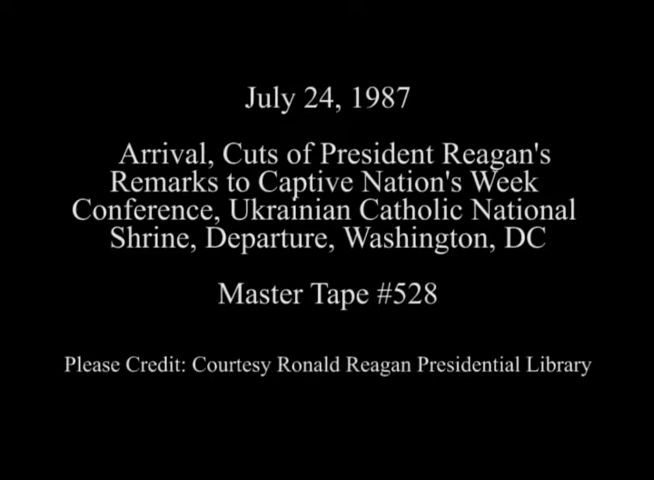 July 24, 1987
Arrival, Cuts of President Reagan's
Remarks to Captive Nation's Week
Conference, Ukrainian Catholic National
Shrine, Departure, Washington, DC
Master Tape #528
Please Credit: Courtesy Ronald Reagan Presidential Library